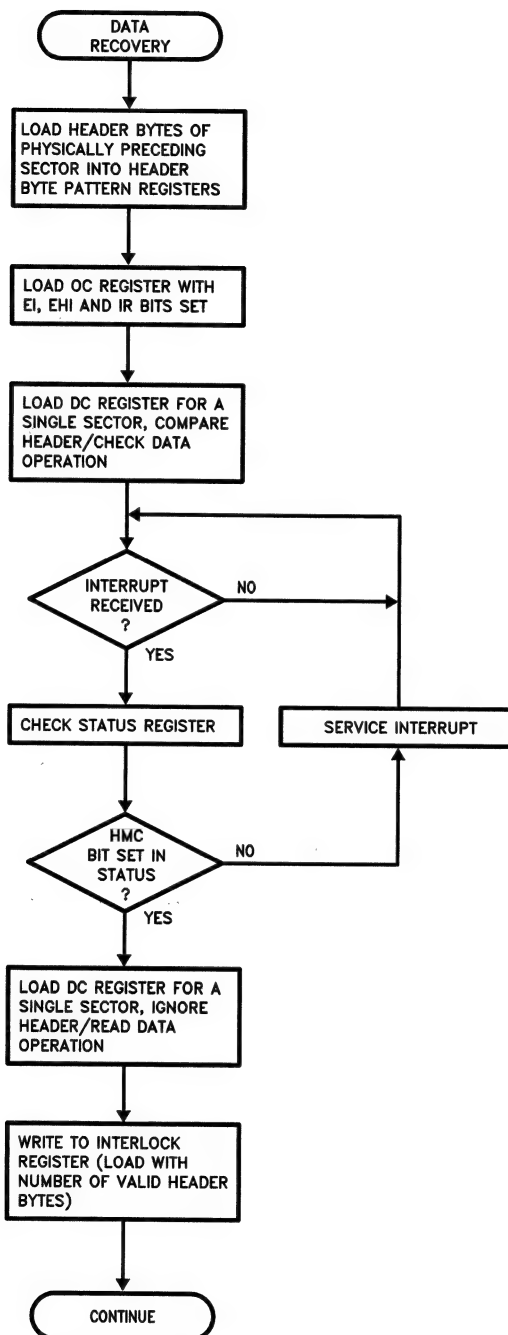 DATA
RECOVERY
LOAD HEADER BYTES OF
PHYSICALLY PRECEDING
SECTOR INTO HEADER
BYTE PATTERN REGISTERS
LOAD OC REGISTER WITH
EI, EHI AND IR BITS SET
LOAD DC REGISTER FOR A
SINGLE SECTOR, COMPARE
HEADER/CHECK DATA
OPERATION
INTERRUPT
RECEIVED
?
NO
YES
CHECK STATUS REGISTER
SERVICE INTERRUPT
HMC
BIT SET IN
STATUS
?
NO
YES
LOAD DC REGISTER FOR A
SINGLE SECTOR, IGNORE
HEADER/READ DATA
OPERATION
WRITE TO INTERLOCK
REGISTER (LOAD WITH
NUMBER OF VALID HEADER
BYTES)
CONTINUE